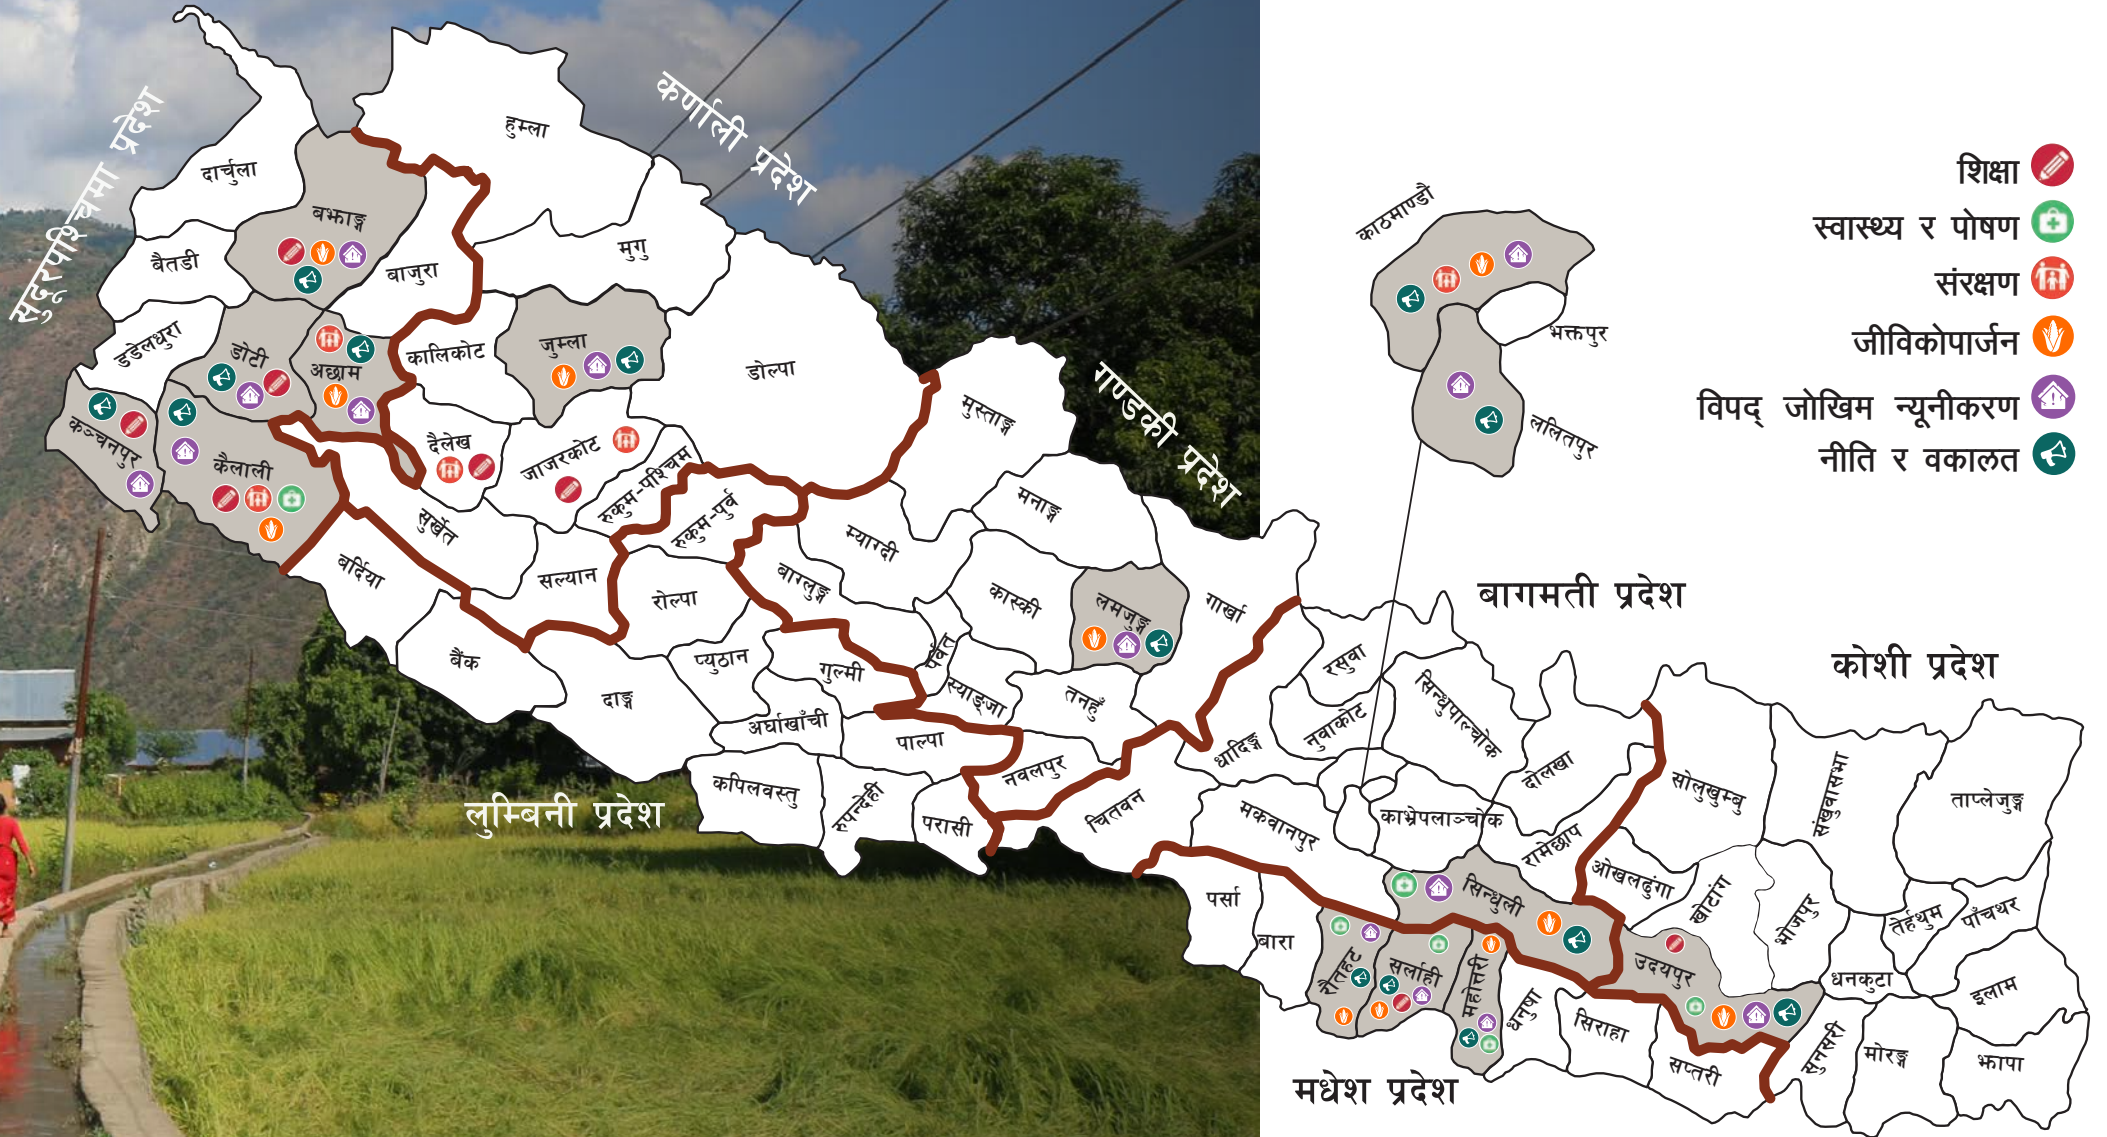 सुदूरपश्चिमा प्रदेश
कर्णाली प्रदेश
गण्डकी प्रदेश
लुम्बिनी प्रदेश
बागमती प्रदेश
कोशी प्रदेश
मधेश प्रदेश
शिक्षा
स्वास्थ्य र पोषण
संरक्षण
जीविकोपार्जन
विपद् जोखिम न्यूनीकरण
नीति र वकालत
काठमाण्डौ
भक्तपुर
ललितपुर
हुम्ला
दार्चुला
बझाङ्ग
बैतडी
बाजुरा
मुगु
डडेलधुरा
डोटी
अछाम
कालिकोट
जुम्ला
डोल्पा
कञ्चनपुर
कैलाली
दैलेख
जाजरकोट
रुकुम-पश्चिम
रुकुम-पुर्व
मुस्ताङ्ग
मनाङ्ग
सुर्खेत
सल्यान
बर्दिया
रोल्पा
बाग्लुङ्ग
म्याग्दी
कास्की
लमजुङ्ग
गार्खा
बैंक
दाङ्ग
प्युठान
गुल्मी
पर्वत
स्याङ्जा
तनहुँ
अर्घाखाँची
पाल्पा
नवलपुर
कपिलवस्तु
रुपन्देही
परासी
चितवन
धादिङ्ग
नुवाकोट
रसुवा
सिन्धुपाल्चोक
दोलखा
काभ्रेपलाञ्चोक
रामेछाप
मकवानपुर
सिन्धुली
सोलुखुम्बु
संखुवासभा
ताप्लेजुङ्ग
ओखलढुंगा
खोटांग
भोजपुर
तेर्हथुम
पाँचथर
धनकुटा
इलाम
उदयपुर
पर्सा
बारा
रौतहट
सर्लाही
महोत्तरी
धनुषा
सिराहा
सप्तरी
सुनसरी
मोरङ्ग
झापा